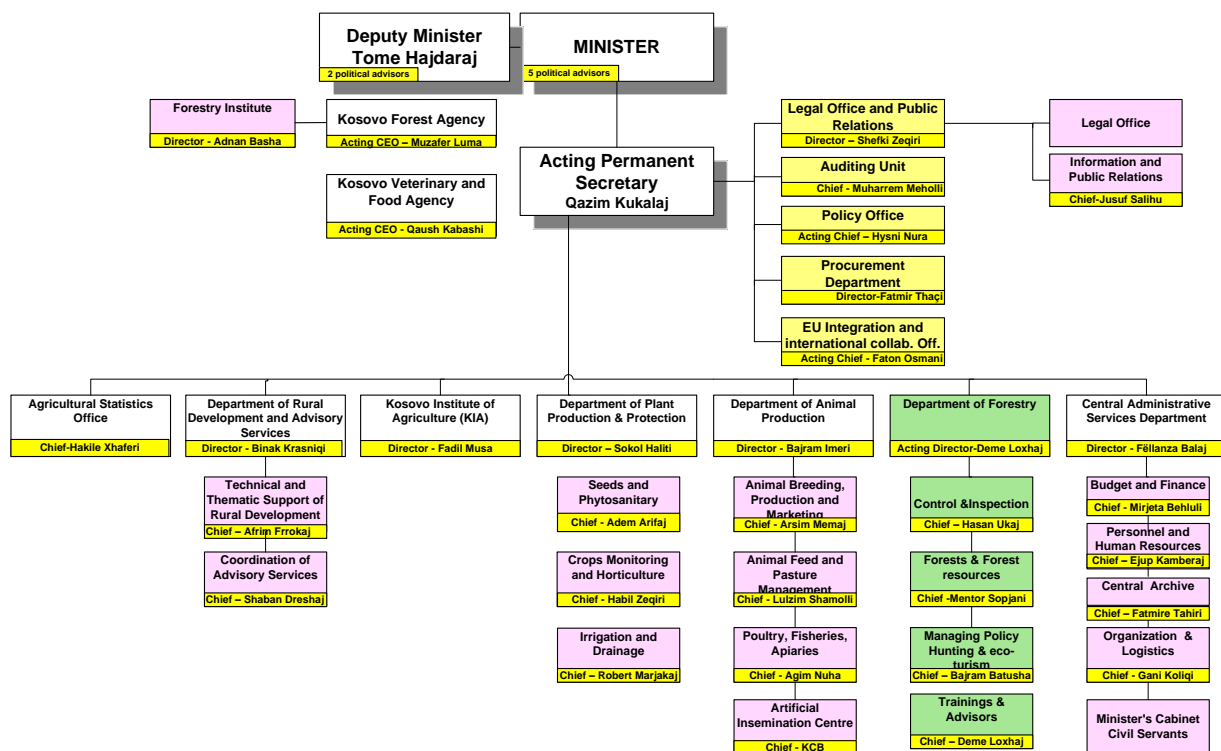 Deputy Minister
Tome Hajdaraj
2 political advisors
MINISTER
5 political advisors
Forestry Institute
Director - Adnan Basha
Kosovo Forest Agency
Acting CEO – Muzafer Luma
Kosovo Veterinary and
Food Agency
Acting CEO - Qaush Kabashi
Acting Permanent
Secretary
Qazim Kukalaj
Legal Office and Public
Relations
Director – Shefki Zeqiri
Auditing Unit
Chief - Muharrem Meholli
Policy Office
Acting Chief – Hysni Nura
Procurement
Department
Director-Fatmir Thaçi
EU Integration and
international collab. Off.
Acting Chief - Faton Osmani
Legal Office
Information and
Public Relations
Chief-Jusuf Salihu
Agricultural Statistics
Office
Chief-Hakile Xhaferi
Department of Rural
Development and Advisory
Services
Director - Binak Krasniqi
Technical and
Thematic Support of
Rural Development
Chief – Afrim Frrokaj
Coordination of
Advisory Services
Chief – Shaban Dreshaj
Kosovo Institute of
Agriculture (KIA)
Director - Fadil Musa
Department of Plant
Production & Protection
Director – Sokol Haliti
Seeds and
Phytosanitary
Chief - Adem Arifaj
Crops Monitoring
and Horticulture
Chief - Habil Zeqiri
Irrigation and
Drainage
Chief – Robert Marjakaj
Department of Animal
Production
Director - Bajram Imeri
Animal Breeding,
Production and
Marketing
Chief - Arsim Memaj
Animal Feed and
Pasture
Management
Chief - Lulzim Shamolli
Poultry, Fisheries,
Apiaries
Chief - Agim Nuha
Artificial
Insemination Centre
Chief – KCB
Department of Forestry
Acting Director-Deme Loxhaj
Control &Inspection
Chief – Hasan Ukaj
Forests & Forest
resources
Chief -Mentor Sopjani
Managing Policy
Hunting & eco-
turism
Chief – Bajram Batusha
Trainings &
Advisors
Chief – Deme Loxhaj
Central Administrative
Services Department
Director - Fëllanza Balaj
Budget and Finance
Chief - Mirjeta Behluli
Personnel and
Human Resources
Chief – Ejup Kamberaj
Central Archive
Chief – Fatmire Tahiri
Organization &
Logistics
Chief - Gani Koliqi
Minister's Cabinet
Civil Servants